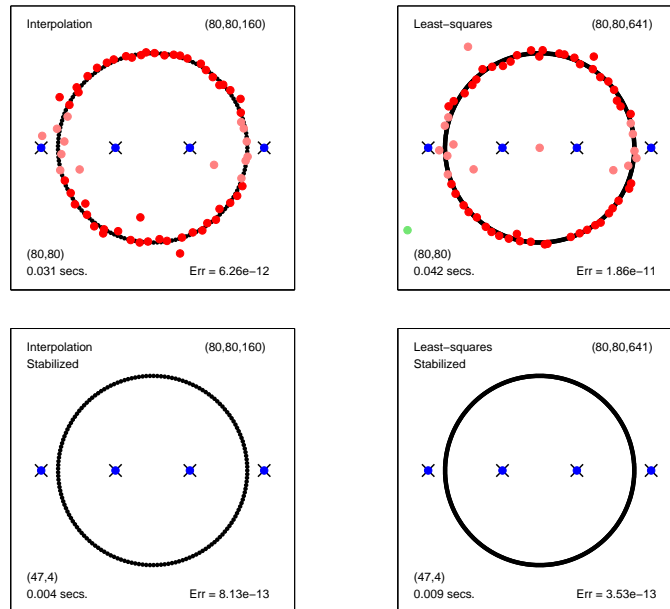 Interpolation (80,80,160)
(80,80)
0.031 secs. Err = 6.26e−12
Least−squares (80,80,641)
(80,80)
0.042 secs. Err = 1.86e−11
Interpolation (80,80,160)
Stabilized
(47,4)
0.004 secs. Err = 8.13e−13
Least−squares (80,80,641)
Stabilized
(47,4)
0.009 secs. Err = 3.53e−13